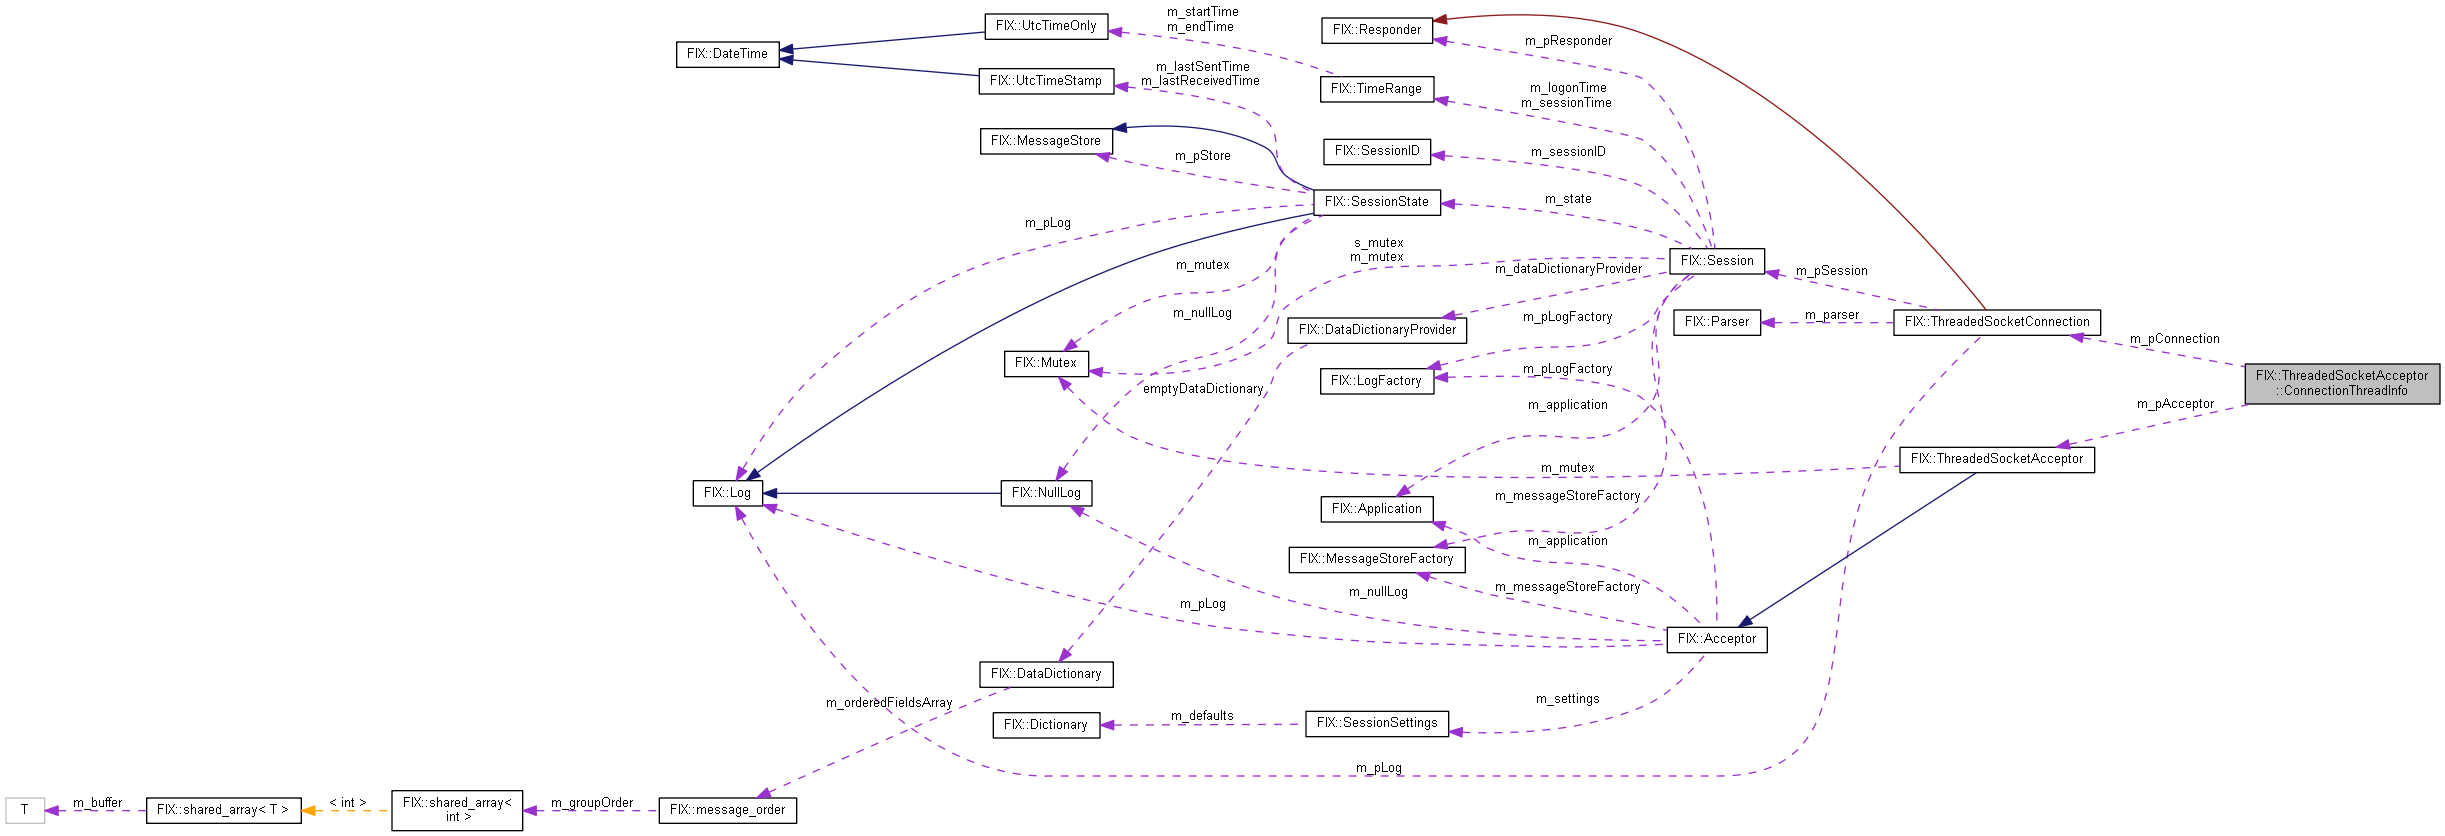 FIX::UtcTimeOnly
m_startTime
m_endTime
FIX::Responder
m_pResponder
FIX::DateTime
FIX::UtcTimeStamp
m_lastSentTime
m_lastReceivedTime
FIX::TimeRange
m_logonTime
m_sessionTime
FIX::MessageStore
m_pStore
FIX::SessionID
m_sessionID
FIX::SessionState
m_state
m_pLog
s_mutex
m_mutex
m_mutex
m_dataDictionaryProvider
FIX::Session
m_pSession
m_nullLog
FIX::DataDictionaryProvider
m_pLogFactory
FIX::Parser
m_parser
FIX::ThreadedSocketConnection
m_pConnection
FIX::Mutex
emptyDataDictionary
FIX::LogFactory
m_pLogFactory
m_application
FIX::ThreadedSocketAcceptor
::ConnectionThreadInfo
m_pAcceptor
FIX::ThreadedSocketAcceptor
m_mutex
FIX::Log
FIX::NullLog
m_messageStoreFactory
FIX::Application
m_application
FIX::MessageStoreFactory
m_messageStoreFactory
m_nullLog
m_pLog
FIX::Acceptor
FIX::DataDictionary
m_orderedFieldsArray
m_settings
FIX::Dictionary
m_defaults
FIX::SessionSettings
m_pLog
T
m_buffer
FIX::shared_array< T >
< int >
FIX::shared_array<
int >
m_groupOrder
FIX::message_order